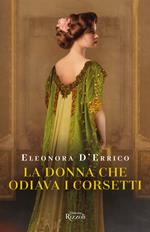 Eleonora D'Errico
LA DONNA CHE
ODIAVA I CORSETTI
Rizzoli